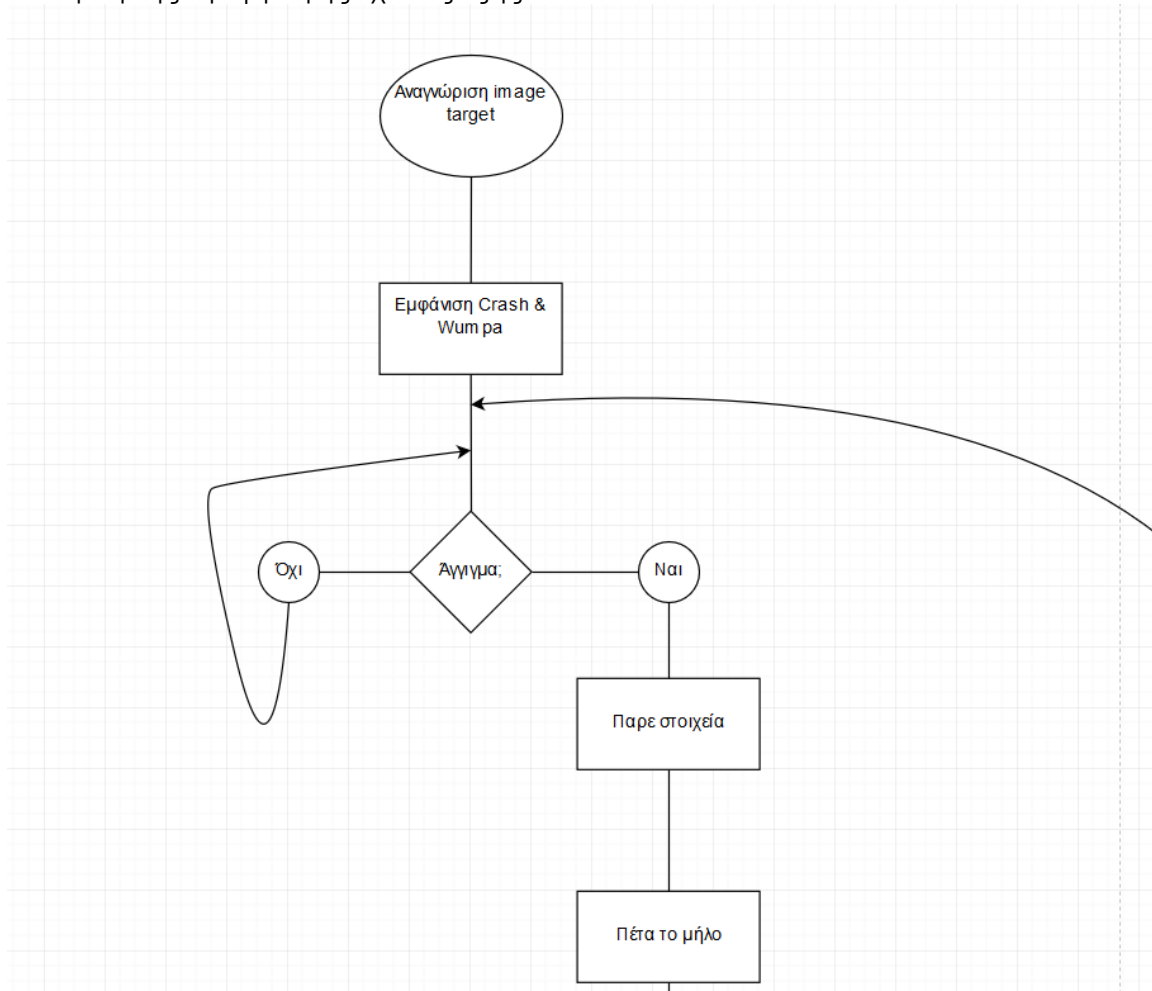 Αναγνώριση image
target
Εμφάνιση Crash &
Wumpa
Όχι
Άγγιγμα;
Ναι
Παρε στοιχεία
Πέτα το μήλο